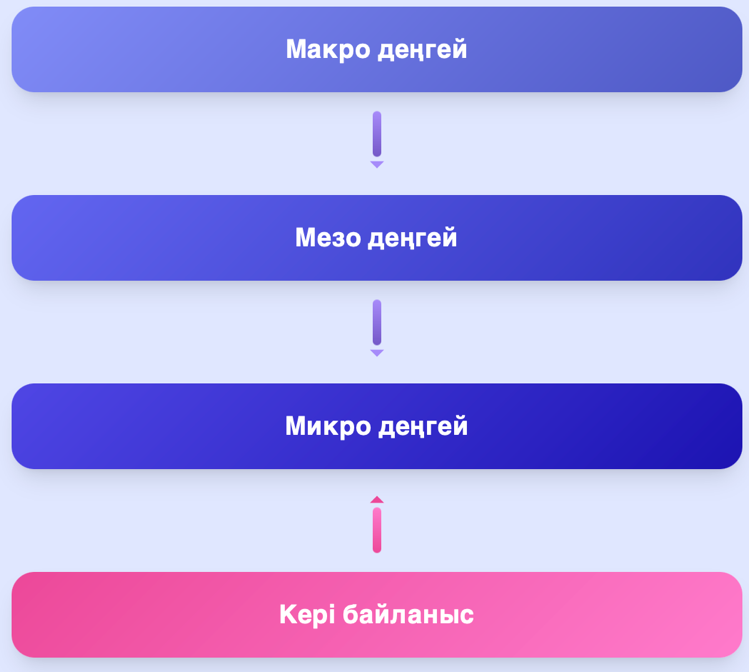 Макро деңгей
Мезо деңгей
Микро деңгей
Кері байланыс